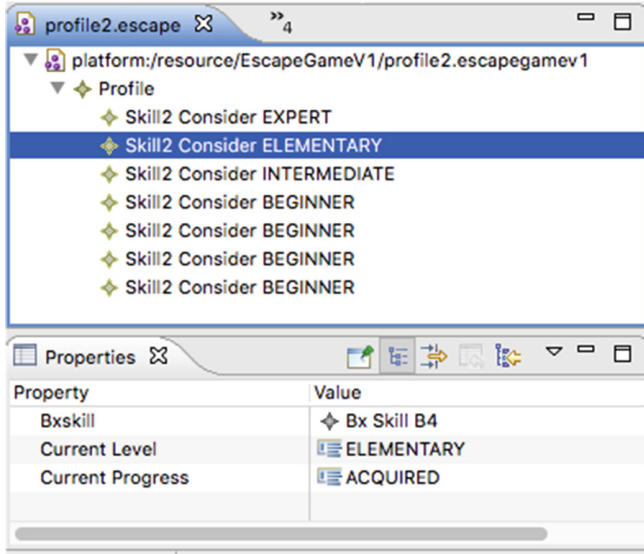 profile2.escape »4
platform:/resource/EscapeGameV1/profile2.escapegamev1
Profile
Skill2 Consider EXPERT
Skill2 Consider ELEMENTARY
Skill2 Consider INTERMEDIATE
Skill2 Consider BEGINNER
Skill2 Consider BEGINNER
Skill2 Consider BEGINNER
Skill2 Consider BEGINNER
Properties
Property Value
Bxskill Bx Skill B4
Current Level ELEMENTARY
Current Progress ACQUIRED